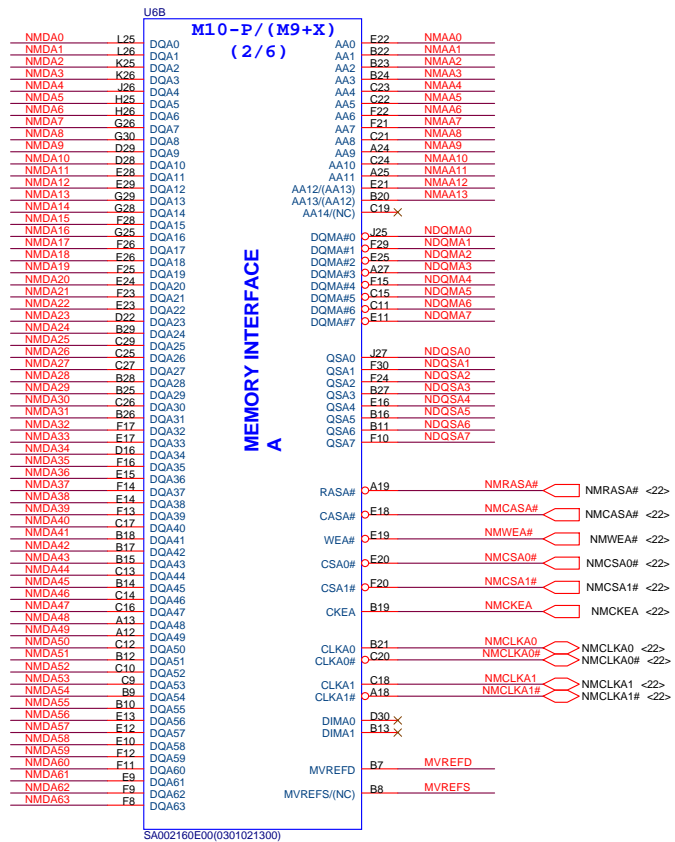 U6B
M10-P/(M9+X)
(2/6)
NMDA0 L25 DQA0
NMDA1 L26 DQA1
NMDA2 K25 DQA2
NMDA3 K26 DQA3
NMDA4 J26 DQA4
NMDA5 H25 DQA5
NMDA6 H26 DQA6
NMDA7 G26 DQA7
NMDA8 G30 DQA8
NMDA9 D29 DQA9
NMDA10 D28 DQA10
NMDA11 E28 DQA11
NMDA12 E29 DQA12
NMDA13 G29 DQA13
NMDA14 G28 DQA14
NMDA15 F28 DQA15
NMDA16 G25 DQA16
NMDA17 F26 DQA17
NMDA18 E26 DQA18
NMDA19 F25 DQA19
NMDA20 E24 DQA20
NMDA21 F23 DQA21
NMDA22 E23 DQA22
NMDA23 D22 DQA23
NMDA24 B29 DQA24
NMDA25 C29 DQA25
NMDA26 C25 DQA26
NMDA27 C27 DQA27
NMDA28 B28 DQA28
NMDA29 B25 DQA29
NMDA30 C26 DQA30
NMDA31 B26 DQA31
NMDA32 F17 DQA32
NMDA33 E17 DQA33
NMDA34 D16 DQA34
NMDA35 F16 DQA35
NMDA36 E15 DQA36
NMDA37 F14 DQA37
NMDA38 E14 DQA38
NMDA39 F13 DQA39
NMDA40 C17 DQA40
NMDA41 B18 DQA41
NMDA42 B17 DQA42
NMDA43 B15 DQA43
NMDA44 C13 DQA44
NMDA45 B14 DQA45
NMDA46 C14 DQA46
NMDA47 C16 DQA47
NMDA48 A13 DQA48
NMDA49 A12 DQA49
NMDA50 C12 DQA50
NMDA51 B12 DQA51
NMDA52 C10 DQA52
NMDA53 C9 DQA53
NMDA54 B9 DQA54
NMDA55 B10 DQA55
NMDA56 E13 DQA56
NMDA57 E12 DQA57
NMDA58 E10 DQA58
NMDA59 F12 DQA59
NMDA60 F11 DQA60
NMDA61 E9 DQA61
NMDA62 F9 DQA62
NMDA63 F8 DQA63
MEMORY INTERFACE
A
AA0 E22 NMAA0
AA1 B22 NMAA1
AA2 B23 NMAA2
AA3 B24 NMAA3
AA4 C23 NMAA4
AA5 C22 NMAA5
AA6 F22 NMAA6
AA7 F21 NMAA7
AA8 C21 NMAA8
AA9 A24 NMAA9
AA10 C24 NMAA10
AA11 A25 NMAA11
AA12/(AA13) E21 NMAA12
AA13/(AA12) B20 NMAA13
AA14/(NC) C19
DQMA#0 J25 NDQMA0
DQMA#1 F29 NDQMA1
DQMA#2 E25 NDQMA2
DQMA#3 A27 NDQMA3
DQMA#4 F15 NDQMA4
DQMA#5 C15 NDQMA5
DQMA#6 C11 NDQMA6
DQMA#7 E11 NDQMA7
QSA0 J27 NDQSA0
QSA1 F30 NDQSA1
QSA2 F24 NDQSA2
QSA3 B27 NDQSA3
QSA4 E16 NDQSA4
QSA5 B16 NDQSA5
QSA6 B11 NDQSA6
QSA7 F10 NDQSA7
RASA# A19 NMRASA# NMRASA# <22>
CASA# E18 NMCASA# NMCASA# <22>
WEA# E19 NMWEA# NMWEA# <22>
CSA0# E20 NMCSA0# NMCSA0# <22>
CSA1# F20 NMCSA1# NMCSA1# <22>
CKEA B19 NMCKEA NMCKEA <22>
CLKA0 B21 NMCLKA0 NMCLKA0 <22>
CLKA0# C20 NMCLKA0# NMCLKA0# <22>
CLKA1 C18 NMCLKA1 NMCLKA1 <22>
CLKA1# A18 NMCLKA1# NMCLKA1# <22>
DIMA0 D30
DIMA1 B13
MVREFD B7 MVREFD
MVREFS/(NC) B8 MVREFS
SA002160E00(0301021300)